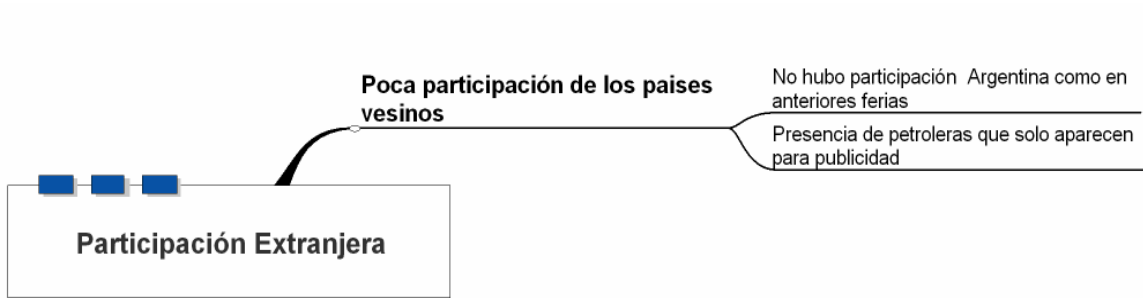 Poca participación de los paises
vesinos
No hubo participación  Argentina como en
anteriores ferias
Presencia de petroleras que solo aparecen
para publicidad
Participación Extranjera